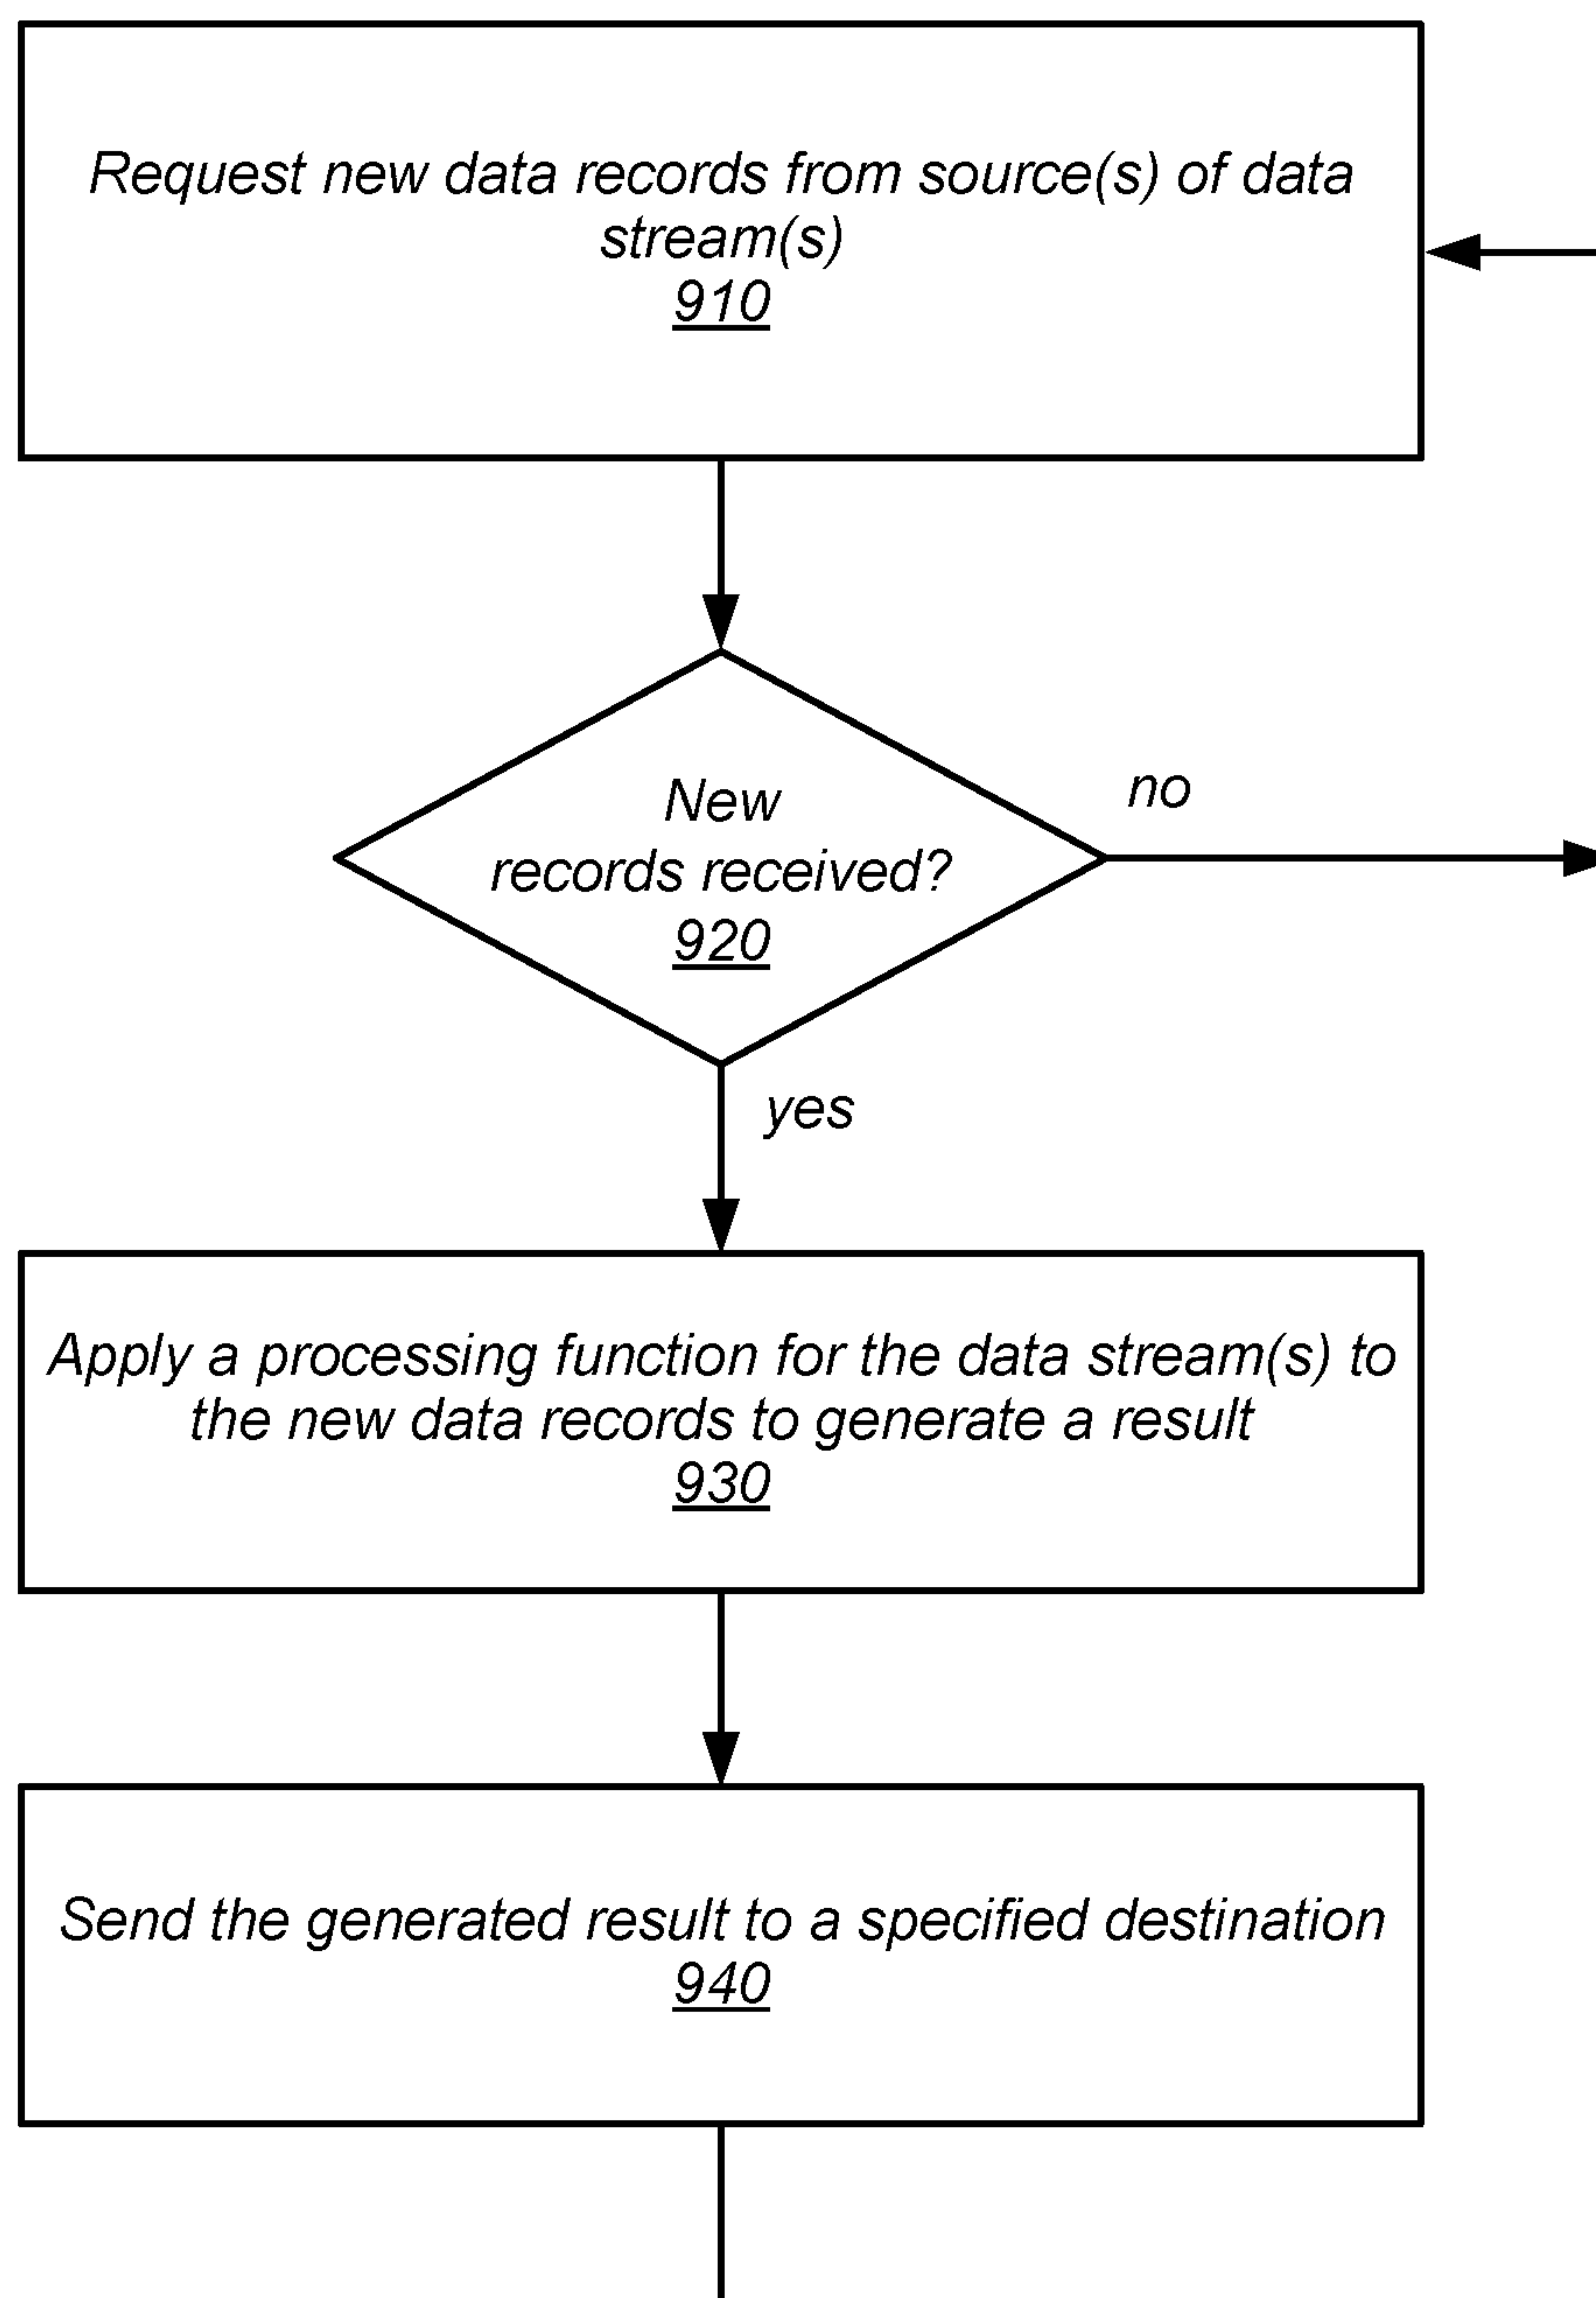 Request new data records from source(s) of data
stream(s)
910
New
records received?
920
no
yes
Apply a processing function for the data stream(s) to
the new data records to generate a result
930
Send the generated result to a specified destination
940